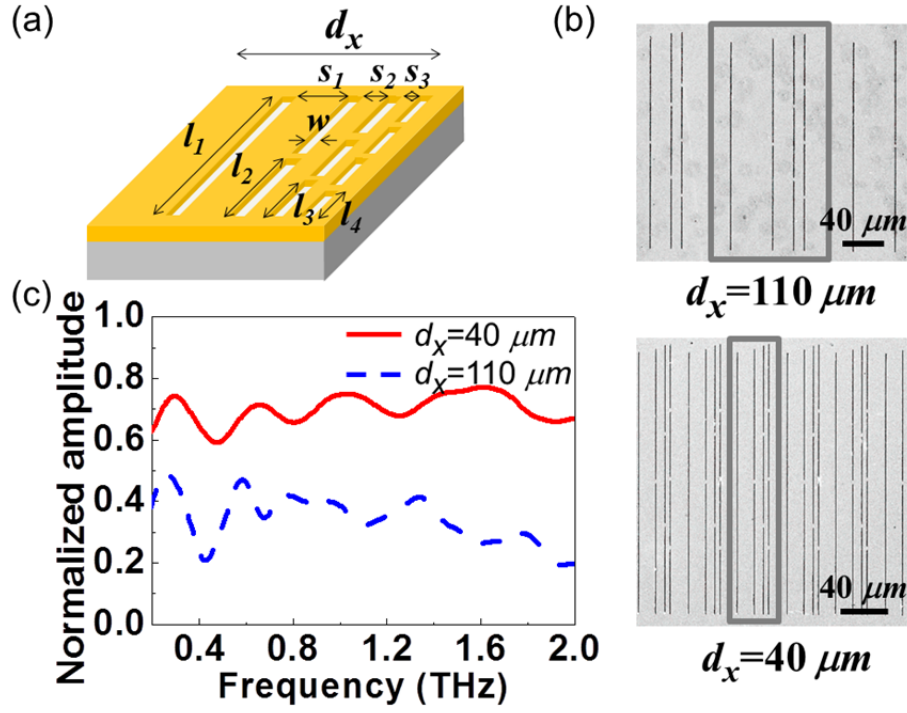 (a)
d_x
s_1
s_2
s_3
w
l_1
l_2
l_3
l_4
(b)
40 μm
d_x=110 μm
40 μm
d_x=40 μm
(c)
Normalized amplitude
1.0
0.8
0.6
0.4
0.2
0.0
d_x=40 μm
d_x=110 μm
0.4
0.8
1.2
1.6
2.0
Frequency (THz)